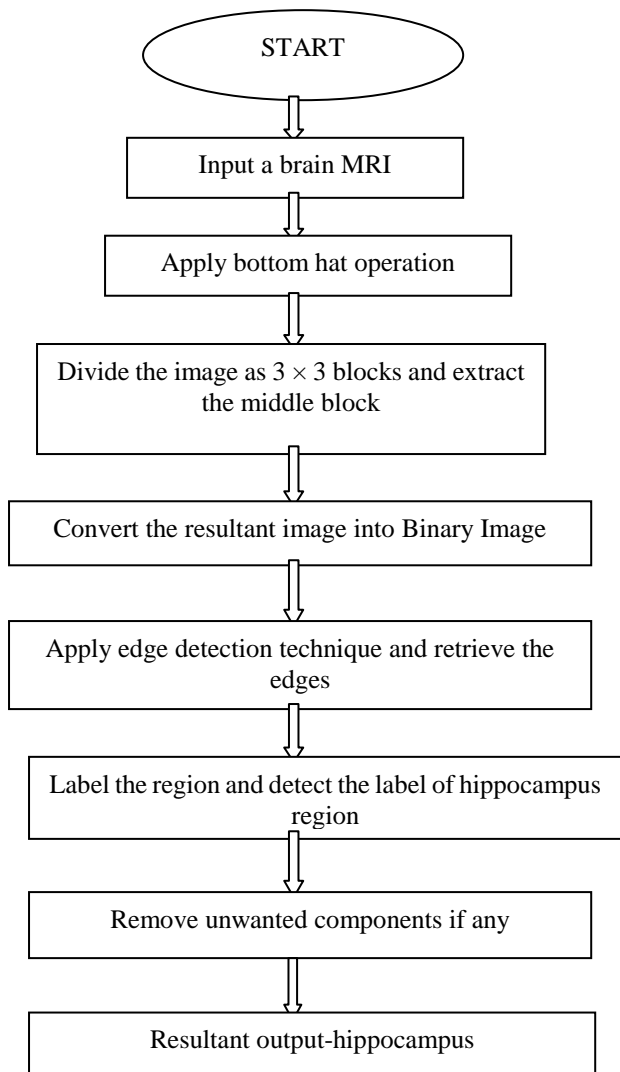 START
Input a brain MRI
Apply bottom hat operation
Divide the image as 3 × 3 blocks and extract
the middle block
Convert the resultant image into Binary Image
Apply edge detection technique and retrieve the
edges
Label the region and detect the label of hippocampus
region
Remove unwanted components if any
Resultant output-hippocampus